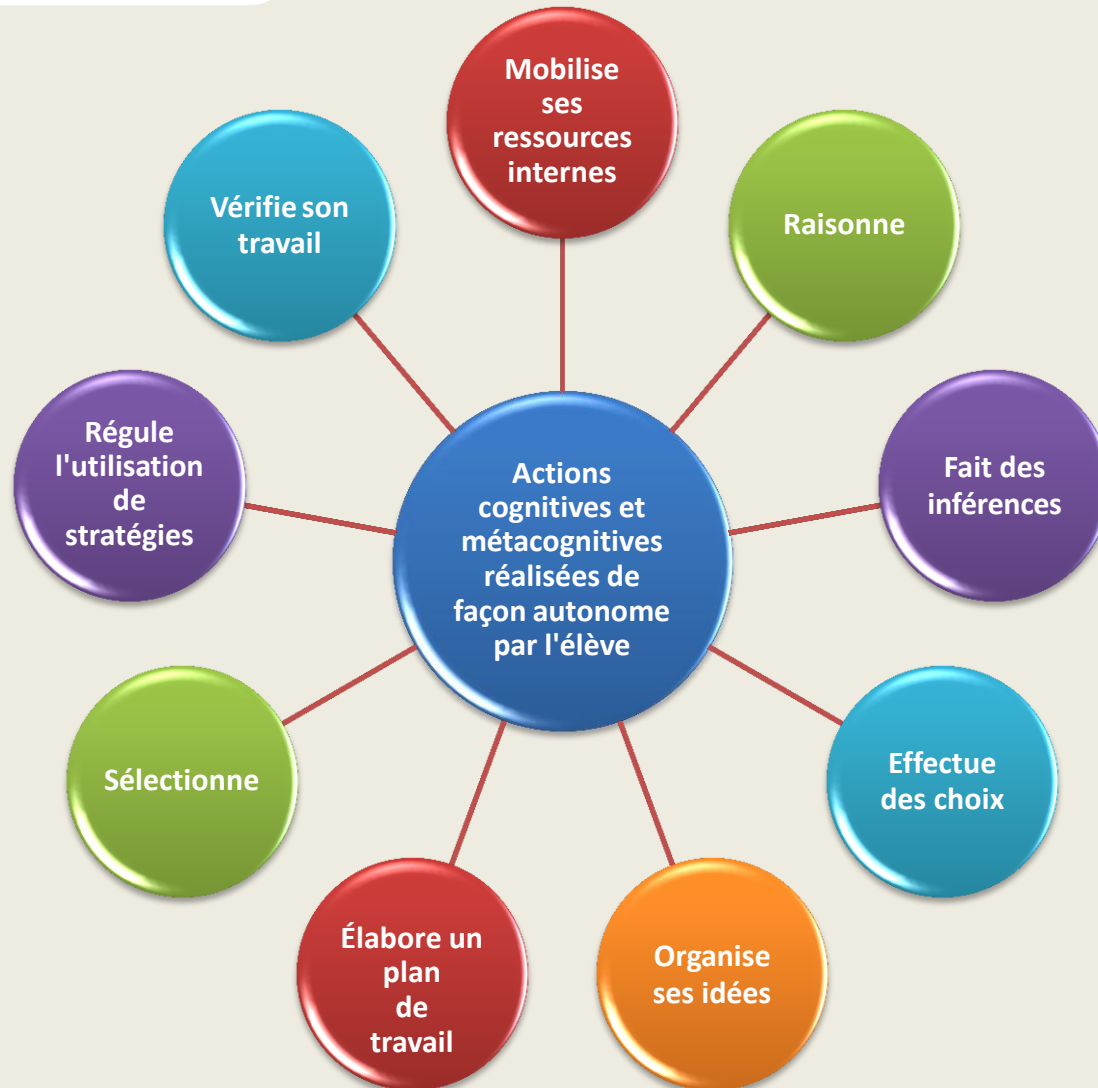 Mobilise
ses
ressources
internes
Raisonne
Fait des
inférences
Effectue
des choix
Organise
ses idées
Élabore un
plan
de
travail
Sélectionne
Régule
l'utilisation
de
stratégies
Vérifie son
travail
Actions
cognitives et
métacognitives
réalisées de
façon autonome
par l'élève